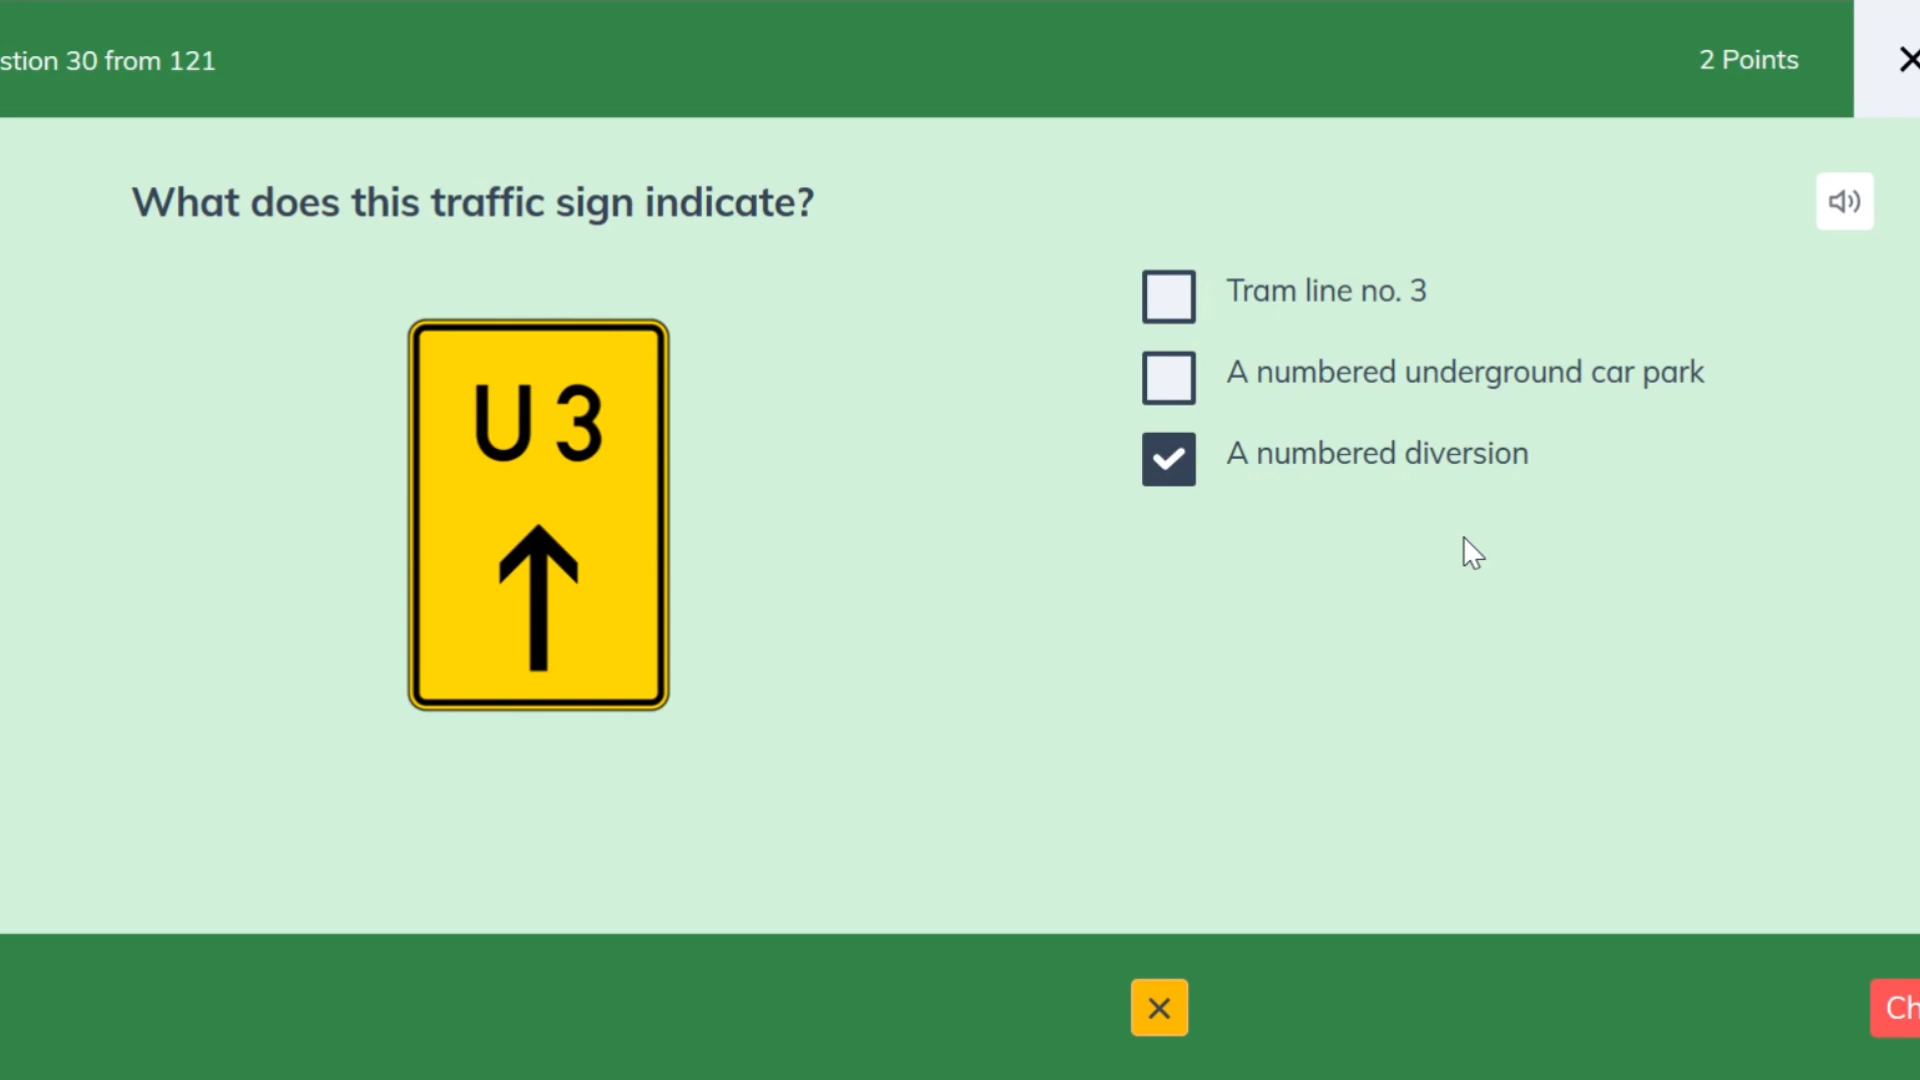 stion 30 from 121
2 Points
What does this traffic sign indicate?
U 3
Tram line no. 3
A numbered underground car park
A numbered diversion
Ch